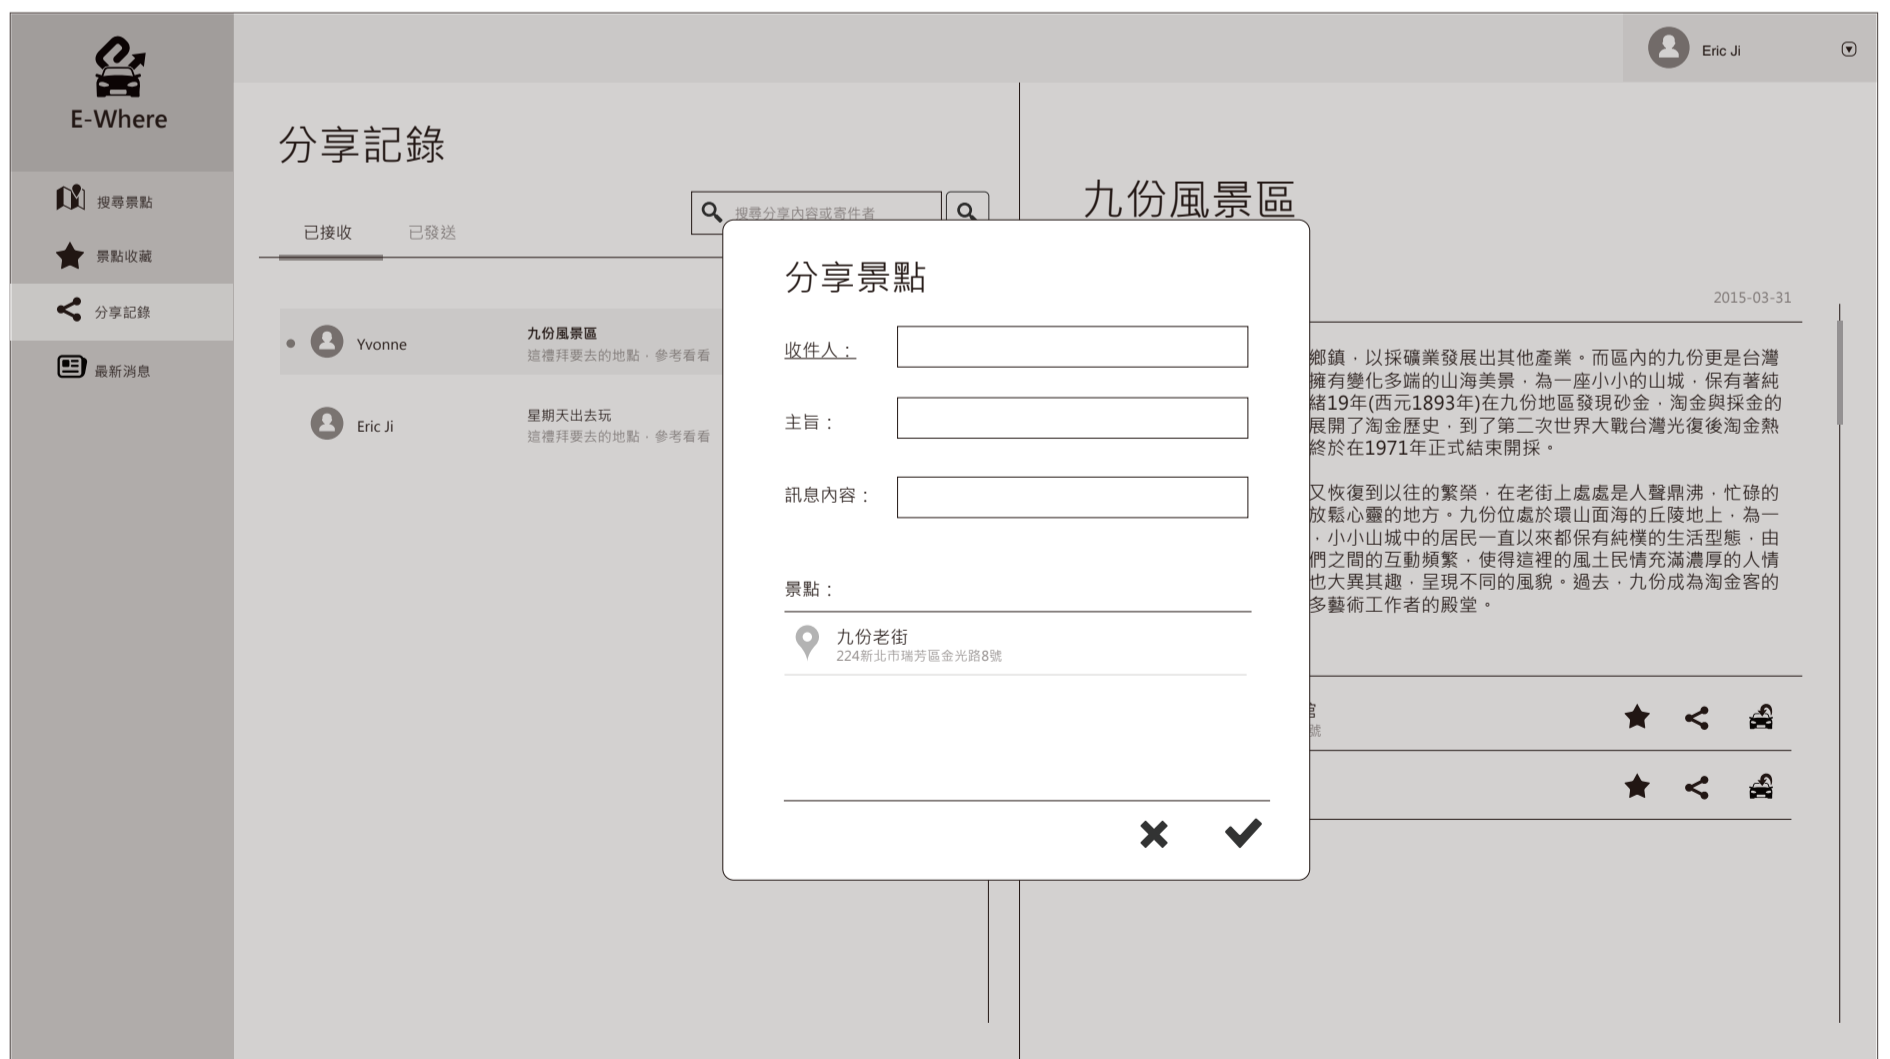 E-Where
Eric Ji
搜尋景點
景點收藏
分享記錄
最新消息
分享記錄
搜尋分享內容或寄件者
已接收
已發送
Yvonne
九份風景區
這禮拜要去的地點，參考看看
Eric Ji
星期天出去玩
這禮拜要去的地點，參考看看
九份風景區
2015-03-31
鄉鎮，以採礦業發展出其他產業。而區內的九份更是台灣
擁有變化多端的山海美景，為一座小小的山城，保有著純
緒19年(西元1893年)在九份地區發現砂金，淘金與採金的
展開了淘金歷史，到了第二次世界大戰台灣光復後淘金熱
終於在1971年正式結束開採。
又恢復到以往的繁榮，在老街上處處是人聲鼎沸，忙碌的
放鬆心靈的地方。九份位處於環山面海的丘陵地上，為一
，小小山城中的居民一直以來都保有純樸的生活型態，由
們之間的互動頻繁，使得這裡的風土民情充滿濃厚的人情
也大異其趣，呈現不同的風貌。過去，九份成為淘金客的
多藝術工作者的殿堂。
號
分享景點
收件人：
主旨：
訊息內容：
景點：
九份老街
224新北市瑞芳區金光路8號